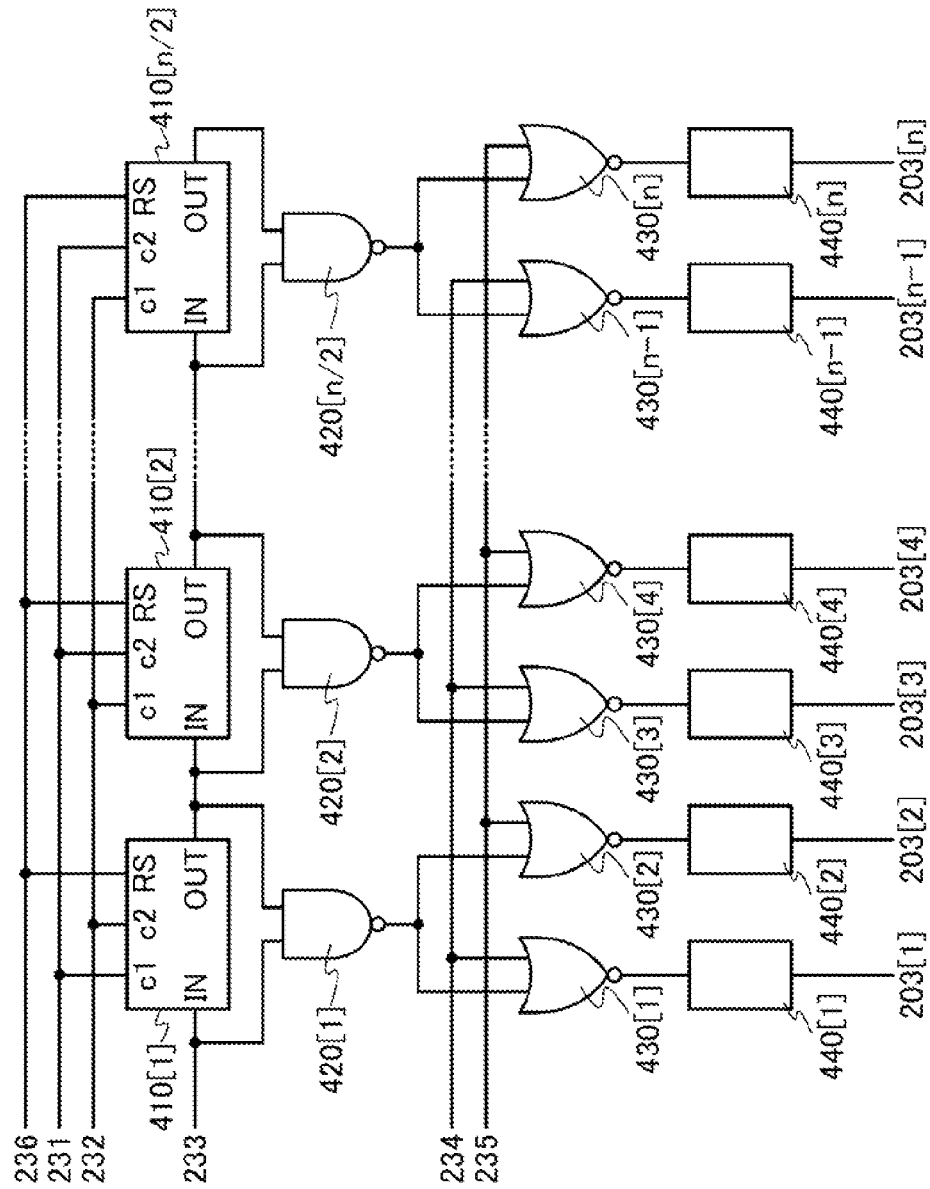 236
231
232
233
234
235
410[1]
c1 c2 RS
IN OUT
410[2]
c1 c2 RS
IN OUT
410[n/2]
c1 c2 RS
IN OUT
420[1]
420[2]
420[n/2]
430[1]
430[2]
430[3]
430[4]
430[n-1]
430[n]
440[1]
440[2]
440[3]
440[4]
440[n-1]
440[n]
203[1]
203[2]
203[3]
203[4]
203[n-1]
203[n]